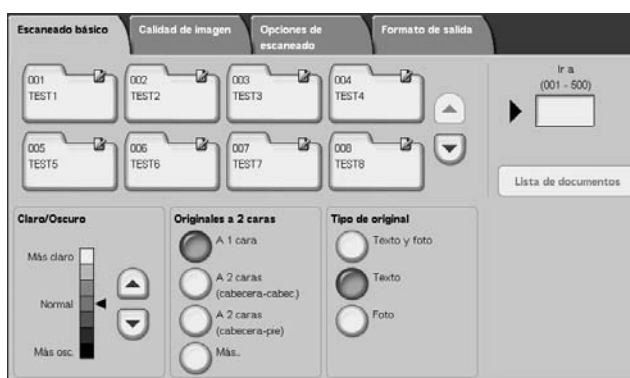 Escaneado básico
Calidad de imagen
Opciones de
escaneado
Formato de salida
001
TEST1
002
TEST2
003
TEST3
004
TEST4
Ir a
(001 - 500)
005
TEST5
006
TEST6
007
TEST7
008
TEST8
Lista de documentos
Claro/Oscuro
Más claro
Normal
Más osc.
Originales a 2 caras
A 1 cara
A 2 caras
(cabecera-cabec.)
A 2 caras
(cabecera-pie)
Más..
Tipo de original
Texto y foto
Texto
Foto